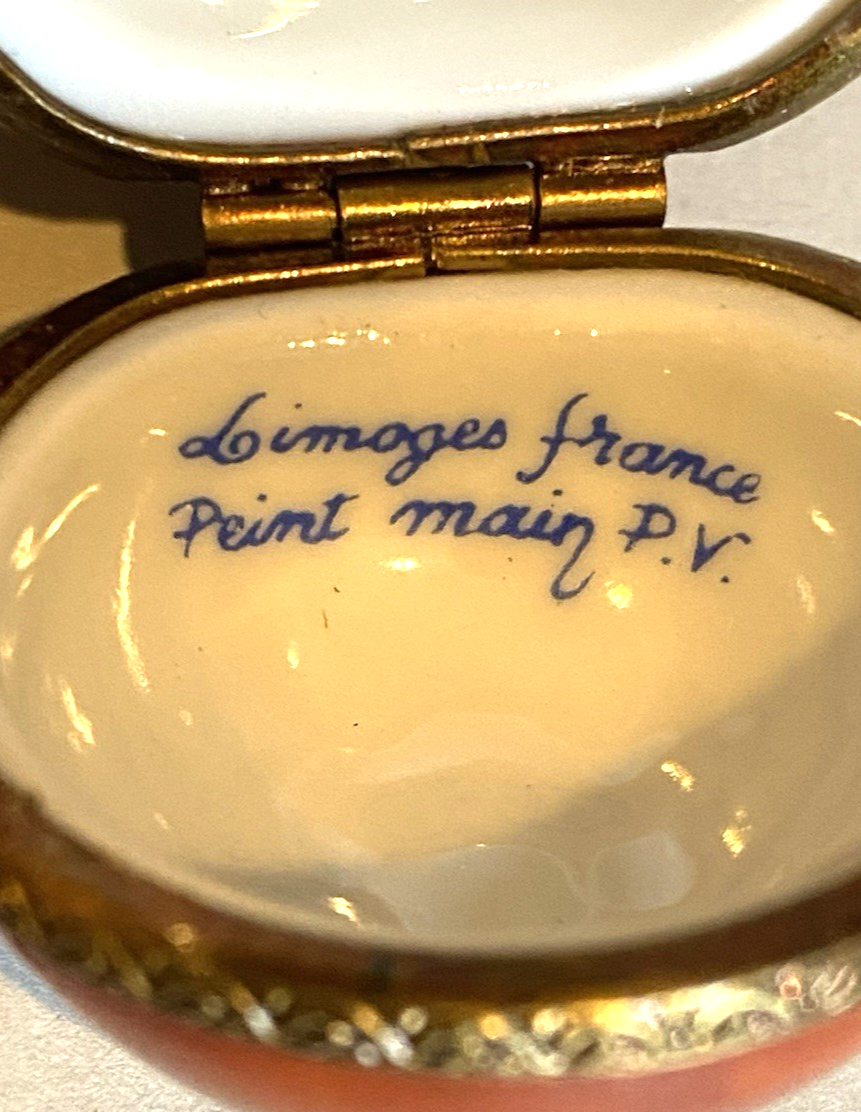 Limoges france
Peint main P.V.